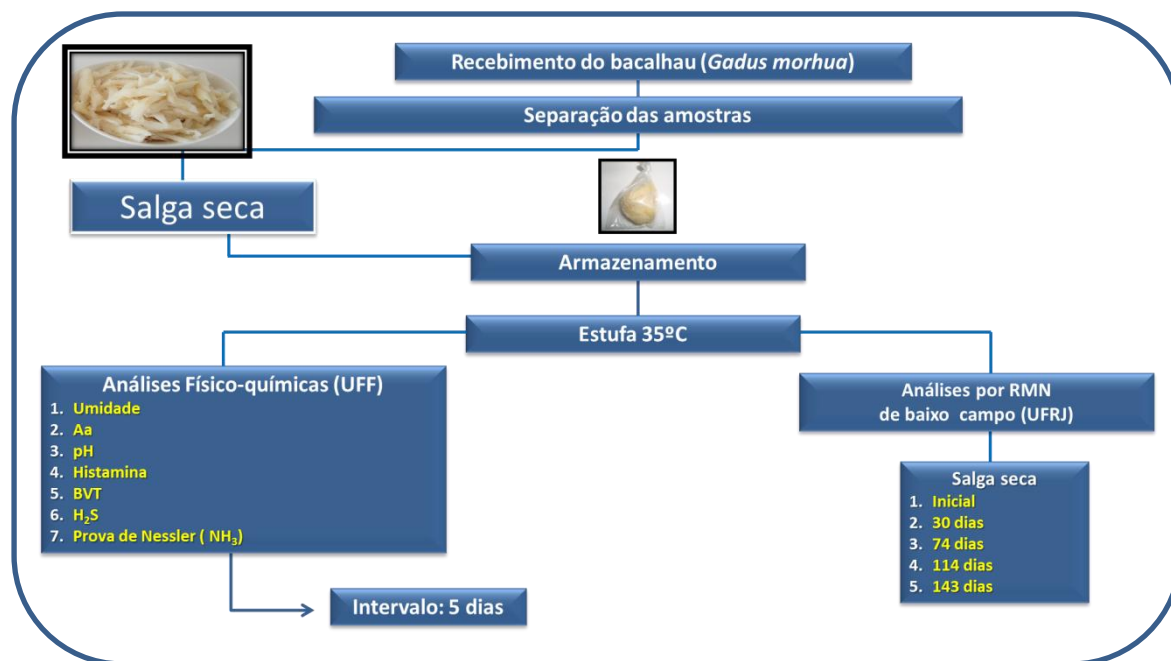 Recebimento do bacalhau (Gadus morhua)
Separação das amostras
Salga seca
Armazenamento
Estufa 35ºC
Análises Físico-químicas (UFF)
1. Umidade
2. Aa
3. pH
4. Histamina
5. BVT
6. H₂S
7. Prova de Nessler ( NH₃)
Intervalo: 5 dias
Análises por RMN
de baixo campo (UFRJ)
Salga seca
1. Inicial
2. 30 dias
3. 74 dias
4. 114 dias
5. 143 dias